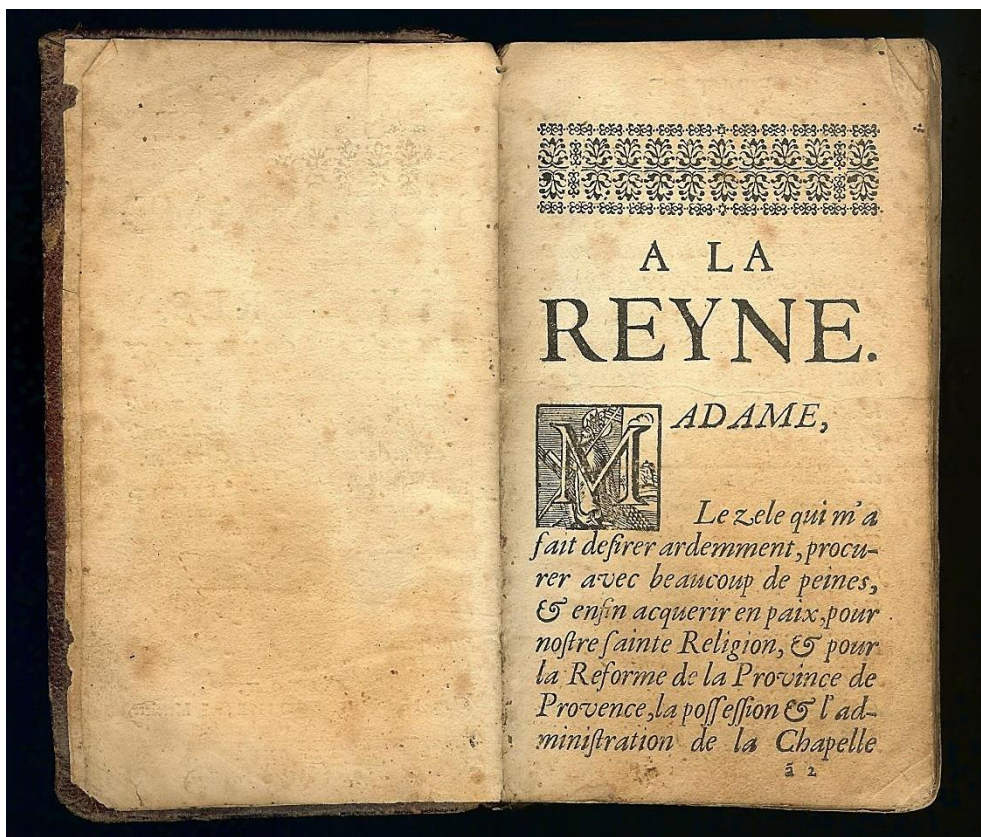 A LA
REYNE.
MADAME,
Le zele qui m'a
fait deſirer ardemment, procu-
rer avec beaucoup de peines,
& enfin acquerir en paix, pour
noſtre ſainte Religion, & pour
la Reforme de la Province de
Provence, la poſſeſſion & l'ad-
miniſtration de la Chapelle
ã 2